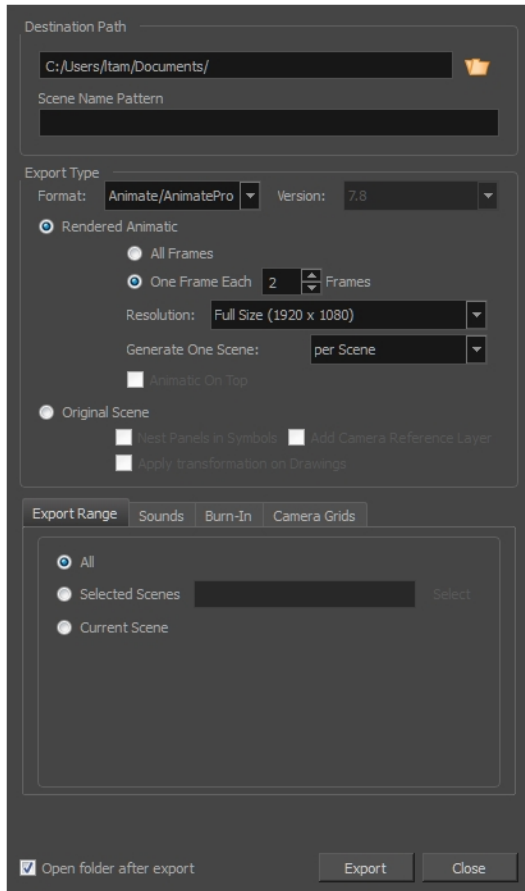 Destination Path
C:/Users/ltam/Documents/
Scene Name Pattern
Export Type
Format: Animate/AnimatePro Version: 7.8
Rendered Animatic
All Frames
One Frame Each 2 Frames
Resolution: Full Size (1920 x 1080)
Generate One Scene: per Scene
Animatic On Top
Original Scene
Nest Panels in Symbols Add Camera Reference Layer
Apply transformation on Drawings
Export Range Sounds Burn-In Camera Grids
All
Selected Scenes Select
Current Scene
Open folder after export Export Close